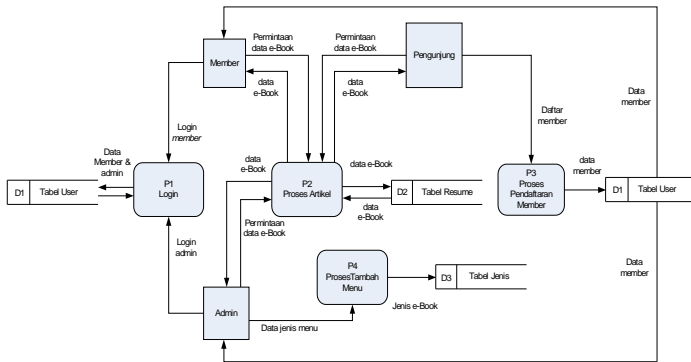 Permintaan
data e-Book
Member
data
e-Book
Permintaan
data e-Book
Pengunjung
data
e-Book
Data
member
Login
member
Daftar
member
Data
Member &
admin
D1 Tabel User
P1
Login
data
e-Book
P2
Proses Artikel
data e-Book
D2 Tabel Resume
data
e-Book
P3
Proses
Pendaftaran
Member
data
member
D1 Tabel User
Login
admin
Permintaan
data e-Book
P4
ProsesTambah
Menu
D3 Tabel Jenis
Jenis e-Book
Data
member
Admin
Data jenis menu